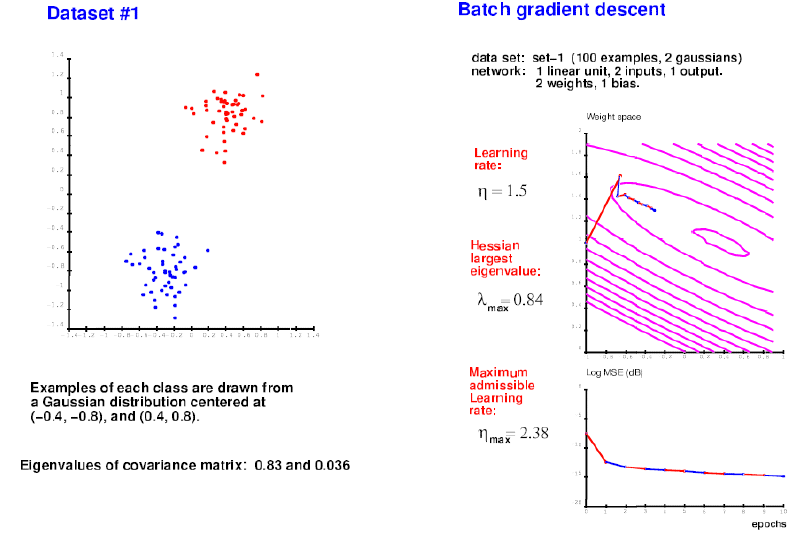 Dataset #1
Examples of each class are drawn from
a Gaussian distribution centered at
(−0.4, −0.8), and (0.4, 0.8).
Eigenvalues of covariance matrix: 0.83 and 0.036
Batch gradient descent
data set: set−1 (100 examples, 2 gaussians)
network: 1 linear unit, 2 inputs, 1 output.
2 weights, 1 bias.
Learning
rate:
η = 1.5
Hessian
largest
eigenvalue:
λmax = 0.84
Maximum
admissible
Learning
rate:
ηmax = 2.38
Weight space
Log MSE (dB)
epochs